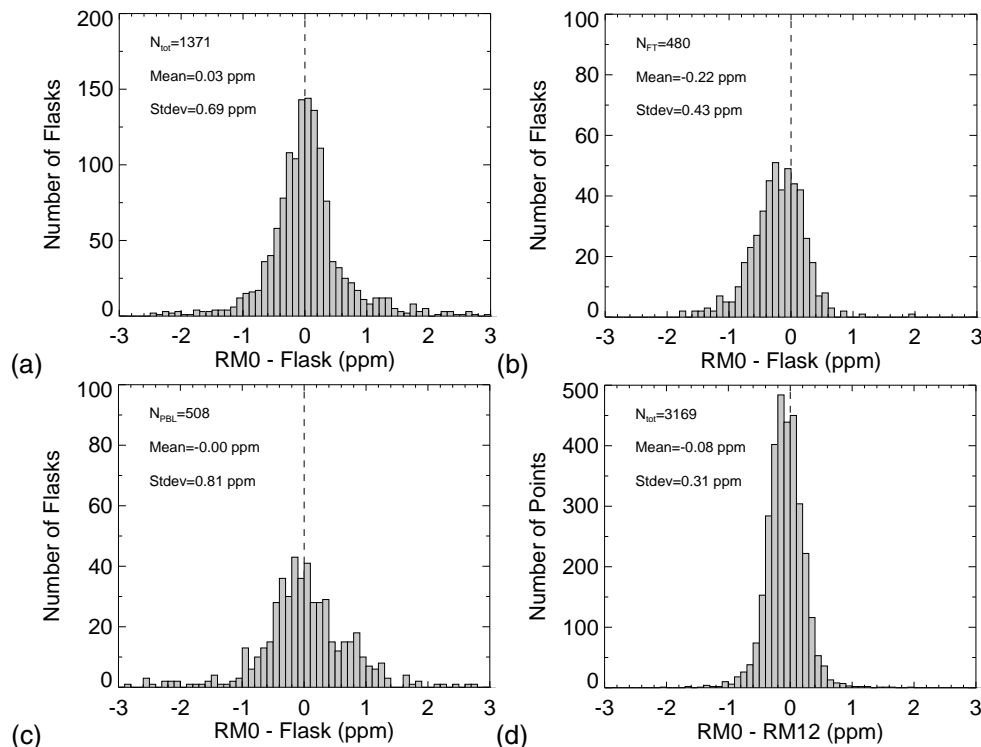 200
150
100
50
0
Number of Flasks
N_tot=1371
Mean=0.03 ppm
Stdev=0.69 ppm
-3 -2 -1 0 1 2 3
RM0 - Flask (ppm)
(a)
100
80
60
40
20
0
Number of Flasks
N_FT=480
Mean=-0.22 ppm
Stdev=0.43 ppm
-3 -2 -1 0 1 2 3
RM0 - Flask (ppm)
(b)
100
80
60
40
20
0
Number of Flasks
N_PBL=508
Mean=-0.00 ppm
Stdev=0.81 ppm
-3 -2 -1 0 1 2 3
RM0 - Flask (ppm)
(c)
500
400
300
200
100
0
Number of Points
N_tot=3169
Mean=-0.08 ppm
Stdev=0.31 ppm
-3 -2 -1 0 1 2 3
RM0 - RM12 (ppm)
(d)